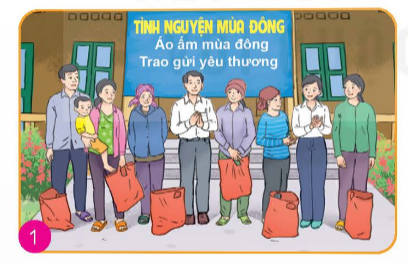 TÌNH NGUYỆN MÙA ĐÔNG
Áo ấm mùa đông
Trao gửi yêu thương
1